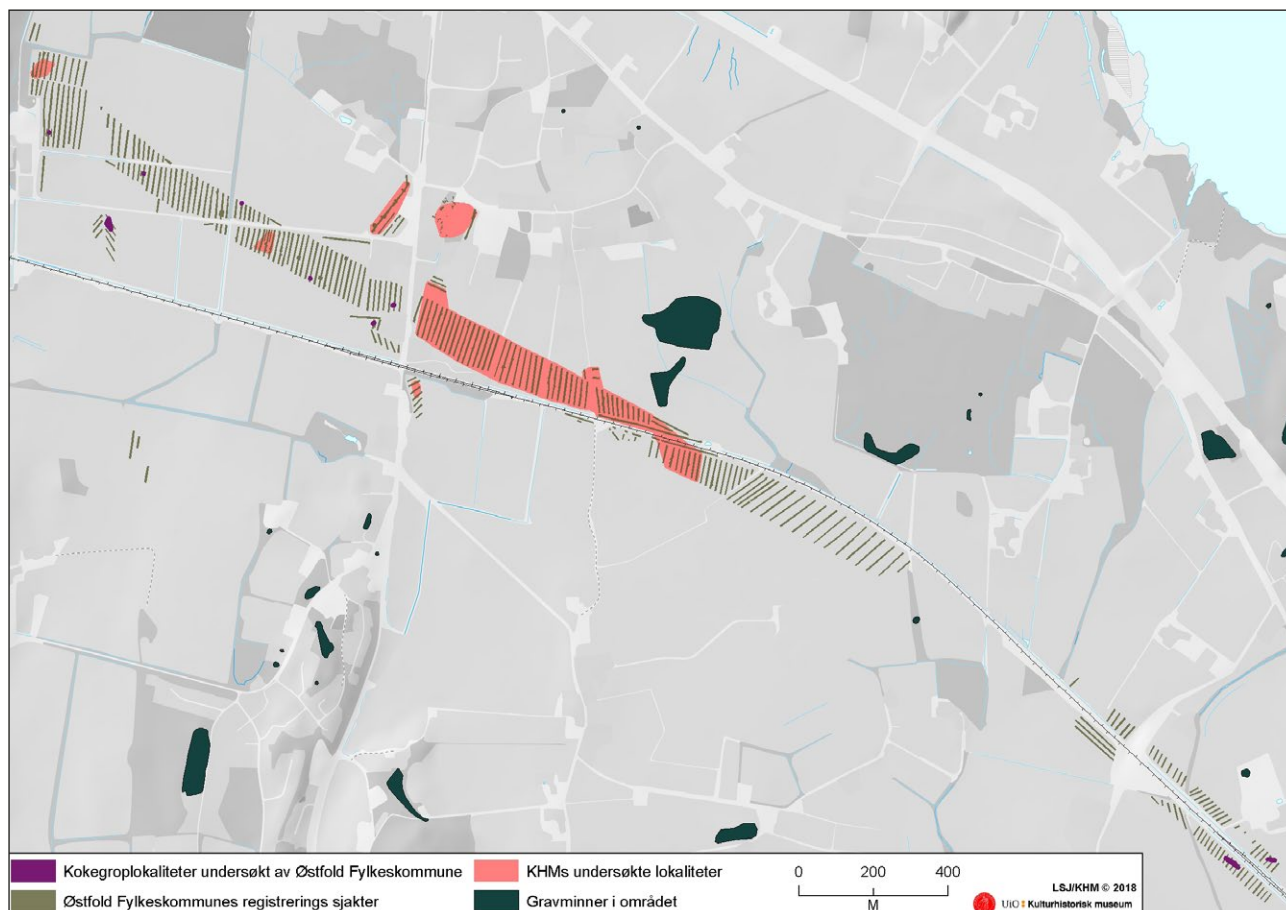 Kokegroplokaliteter undersøkt av Østfold Fylkeskommune
KHMs undersøkte lokaliteter
Østfold Fylkeskommunes registrerings sjakter
Gravminner i området
0 200 400
M
LSJ/KHM © 2018
UiO Kulturhistorisk museum